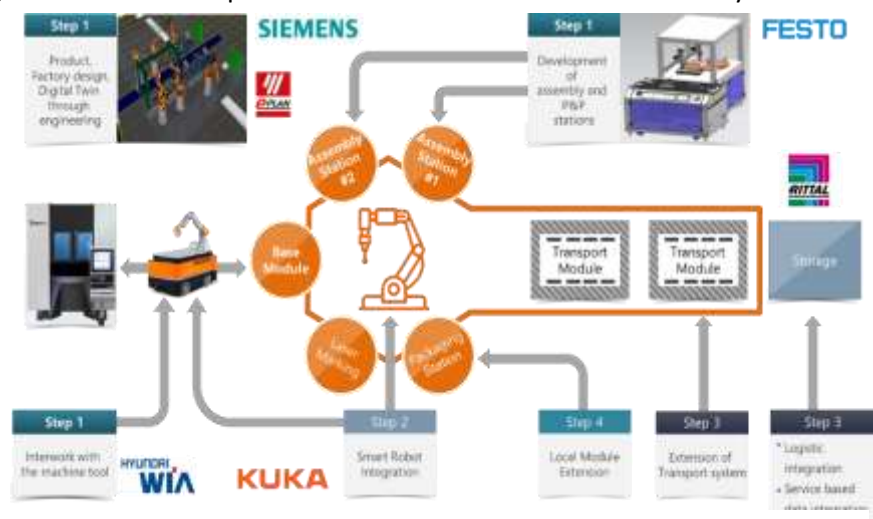 Step 1
Product,
Factory design,
Digital Twin
through
engineering
SIEMENS
EPLAN
Step 1
Development
of
assembly and
P&P
stations
FESTO
Assembly
Station
#2
Assembly
Station
#1
RITTAL
Base
Module
Transport
Module
Transport
Module
Storage
Laser
Marking
Packaging
Station
Step 1
Interwork with
the machine tool
HYUNDAI
WIA
KUKA
Step 2
Smart Robot
Integration
Step 4
Local Module
Extension
Step 3
Extension of
Transport system
Step 3
• Logistic
integration
• Service based
data integration